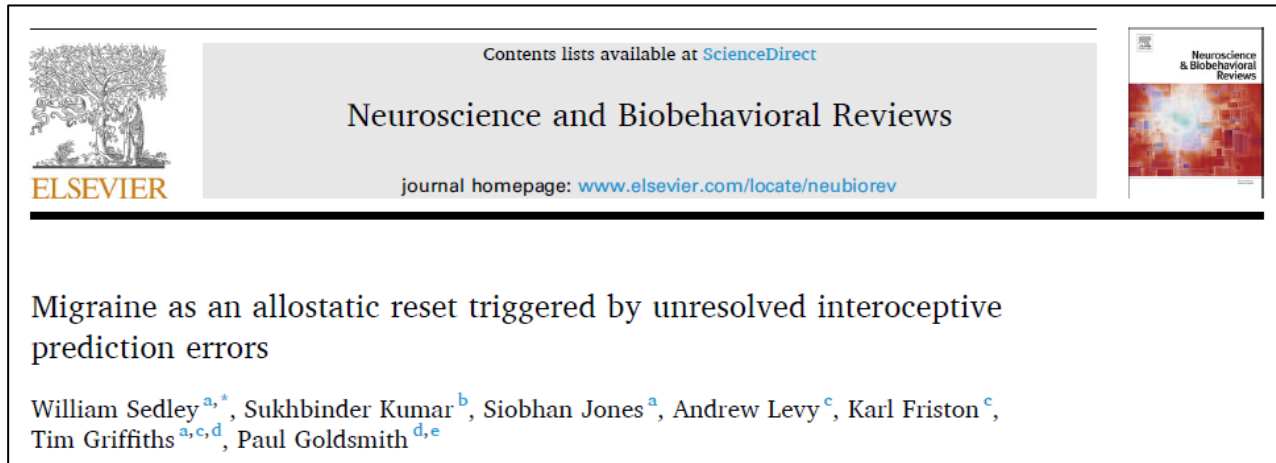 Contents lists available at ScienceDirect
Neuroscience and Biobehavioral Reviews
journal homepage: www.elsevier.com/locate/neubiorev
ELSEVIER
Neuroscience
& Biobehavioral
Reviews
Migraine as an allostatic reset triggered by unresolved interoceptive
prediction errors
William Sedley a,*, Sukhbinder Kumar b, Siobhan Jones a, Andrew Levy c, Karl Friston c,
Tim Griffiths a,c,d, Paul Goldsmith d,e